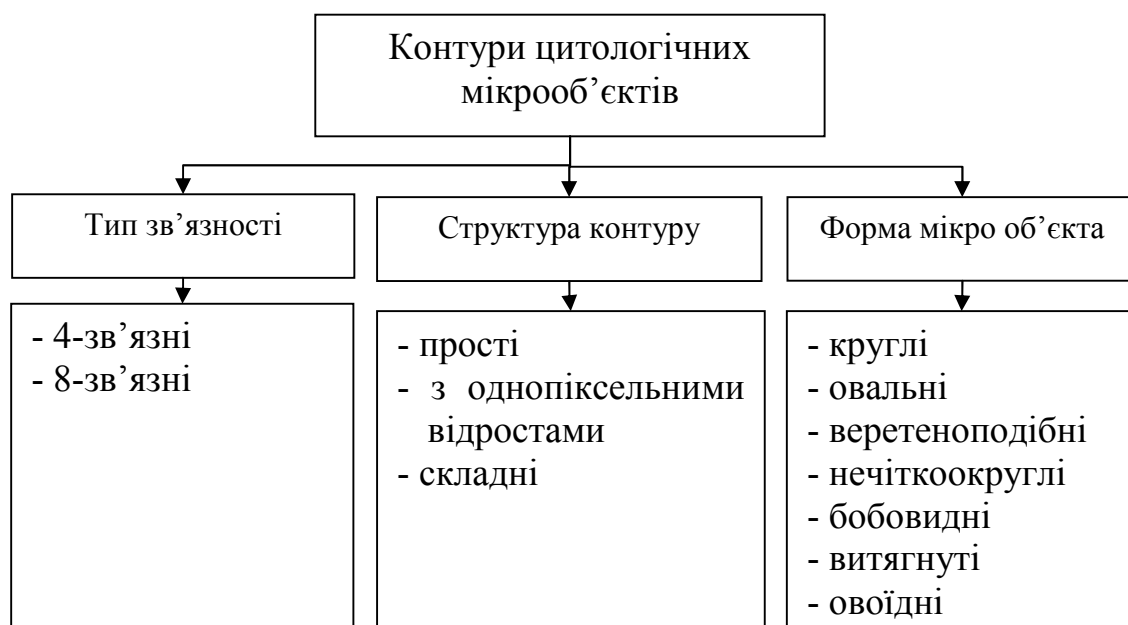 Контури цитологічних
мікрооб’єктів
Тип зв’язності
Структура контуру
Форма мікро об’єкта
- 4-зв’язні
- 8-зв’язні
- прості
- з однопіксельними
відростами
- складні
- круглі
- овальні
- веретеноподібні
- нечіткоокруглі
- бобовидні
- витягнуті
- овоїдні